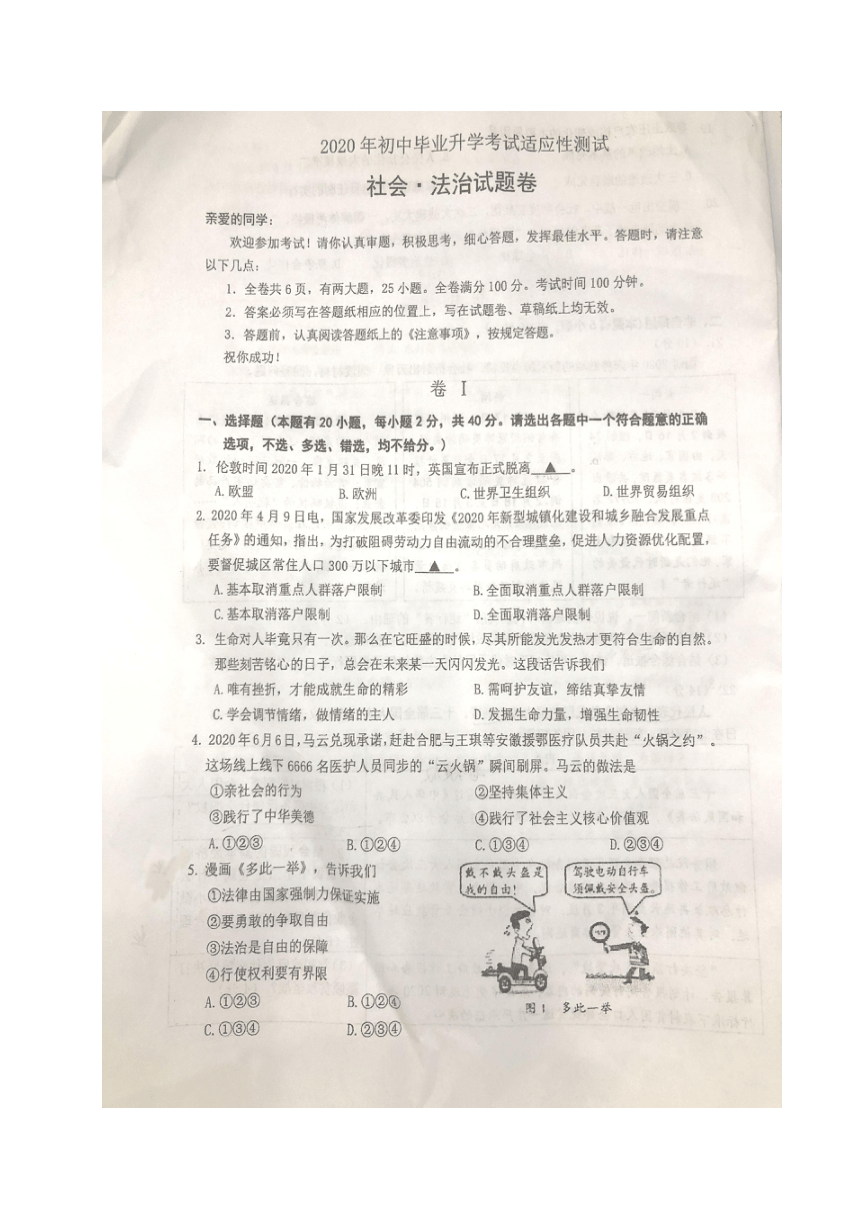 2020年初中毕业升学考试适应性测试
社会·法治试题卷
亲爱的同学：
欢迎参加考试！请你认真审题，积极思考，细心答题，发挥最佳水平。答题时，请注意
以下几点：
1．全卷共6页，有两大题，25小题。全卷满分100分。考试时间100分钟。
2．答案必须写在答题纸相应的位置上，写在试题卷、草稿纸上均无效。
3．答题前，认真阅读答题纸上的《注意事项》，按规定答题。
祝你成功！
卷 Ⅰ
一、选择题（本题有20小题，每小题2分，共40分。请选出各题中一个符合题意的正确
选项，不选、多选、错选，均不给分。）
1. 伦敦时间2020年1月31日晚11时，英国宣布正式脱离 ▲ 。
A.欧盟 B.欧洲 C.世界卫生组织 D.世界贸易组织
2. 2020年4月9日电，国家发展改革委印发《2020年新型城镇化建设和城乡融合发展重点
任务》的通知，指出，为打破阻碍劳动力自由流动的不合理壁垒，促进人力资源优化配置，
要督促城区常住人口300万以下城市 ▲ 。
A.基本取消重点人群落户限制 B.全面取消重点人群落户限制
C.基本取消落户限制 D.全面取消落户限制
3. 生命对人毕竟只有一次。那么在它旺盛的时候，尽其所能发光发热才更符合生命的自然。
那些刻苦铭心的日子，总会在未来某一天闪闪发光。这段话告诉我们
A.唯有挫折，才能成就生命的精彩 B.需呵护友谊，缔结真挚友情
C.学会调节情绪，做情绪的主人 D.发掘生命力量，增强生命韧性
4. 2020年6月6日，马云兑现承诺，赶赴合肥与王琪等安徽援鄂医疗队员共赴“火锅之约”。
这场线上线下6666名医护人员同步的“云火锅”瞬间刷屏。马云的做法是
①亲社会的行为 ②坚持集体主义
③践行了中华美德 ④践行了社会主义核心价值观
A.①②③ B.①②④ C.①③④ D.②③④
5. 漫画《多此一举》，告诉我们
①法律由国家强制力保证实施
②要勇敢的争取自由
③法治是自由的保障
④行使权利要有界限
A.①②③ B.①②④
C.①③④ D.②③④
戴不戴头盔是
我的自由！
驾驶电动自行车
须佩戴安全头盔。
图1 多此一举